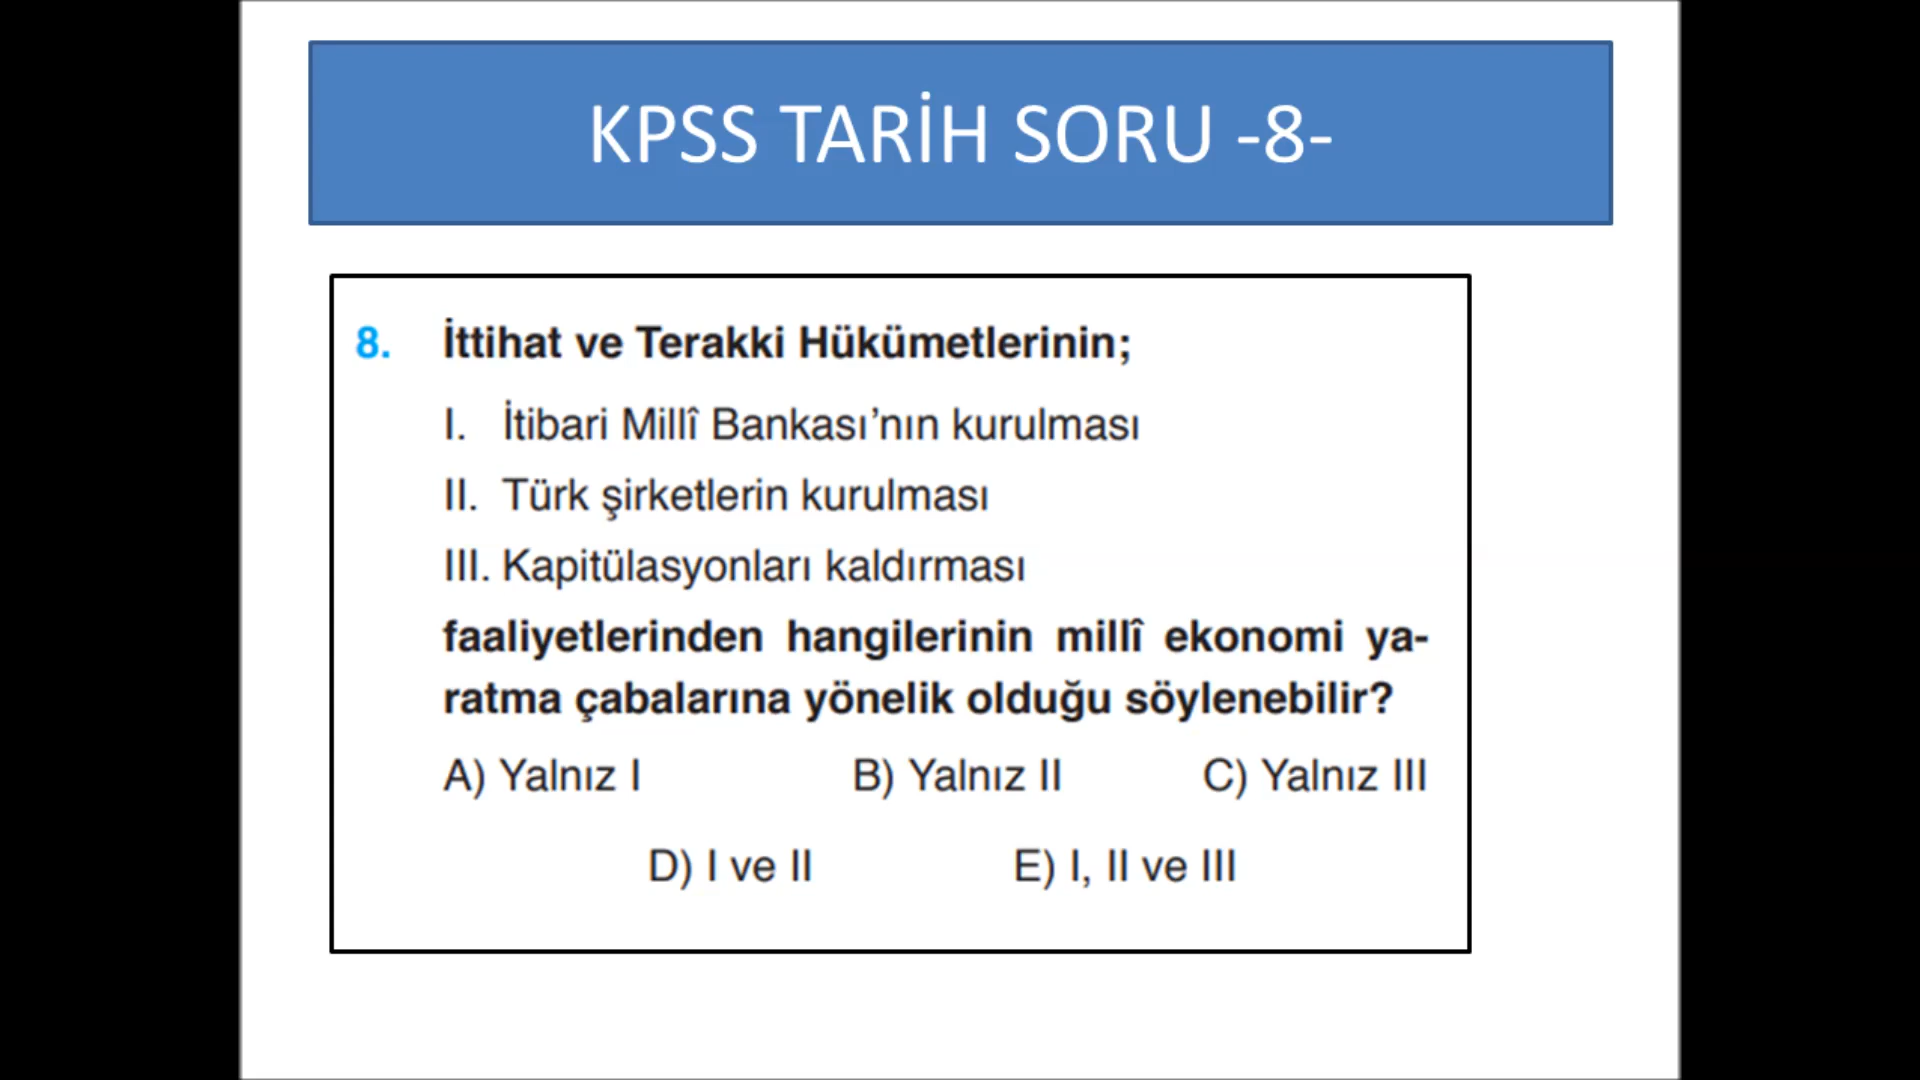 KPSS TARİH SORU -8-
8. İttihat ve Terakki Hükümetlerinin;
I. İtibari Millî Bankası’nın kurulması
II. Türk şirketlerin kurulması
III. Kapitülasyonları kaldırması
faaliyetlerinden hangilerinin millî ekonomi ya-
ratma çabalarına yönelik olduğu söylenebilir?
A) Yalnız I B) Yalnız II C) Yalnız III
D) I ve II E) I, II ve III